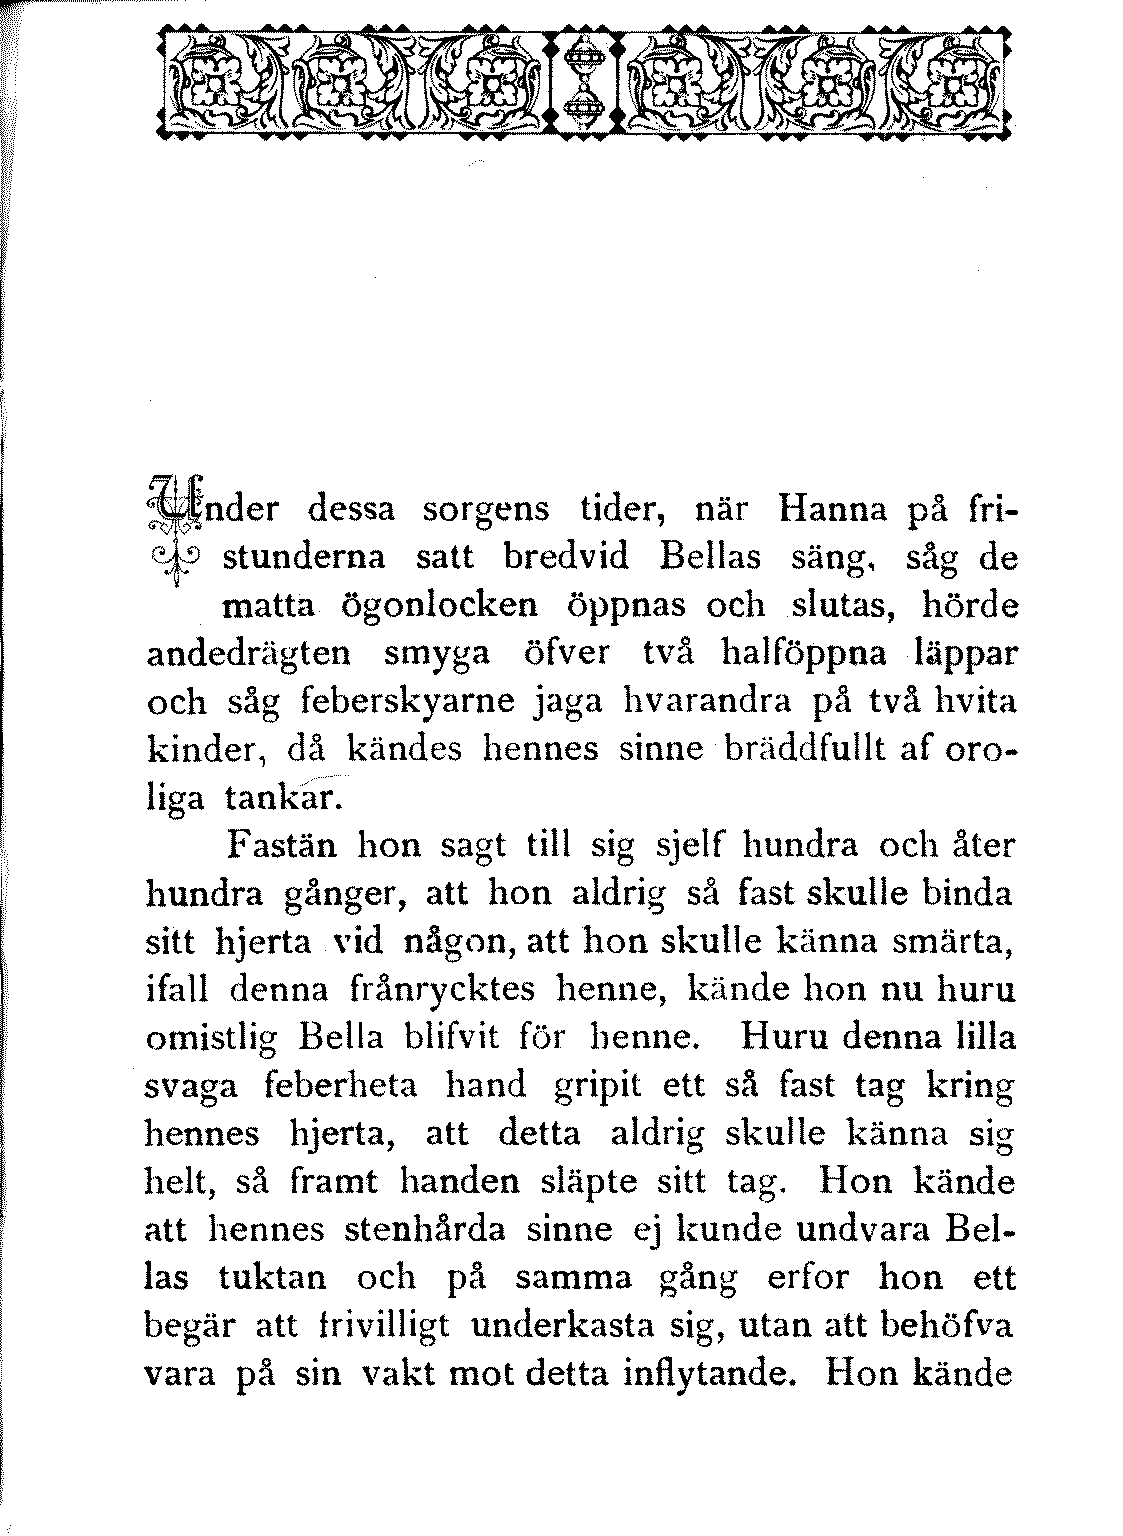 Under dessa sorgens tider, när Hanna på fri-
stunderna satt bredvid Bellas säng, såg de
matta ögonlocken öppnas och slutas, hörde
andedrägten smyga öfver två halföppna läppar
och såg feberskyarne jaga hvarandra på två hvita
kinder, då kändes hennes sinne bräddfullt af oro-
liga tankar.
Fastän hon sagt till sig sjelf hundra och åter
hundra gånger, att hon aldrig så fast skulle binda
sitt hjerta vid någon, att hon skulle känna smärta,
ifall denna frånrycktes henne, kände hon nu huru
omistlig Bella blifvit för henne. Huru denna lilla
svaga feberheta hand gripit ett så fast tag kring
hennes hjerta, att detta aldrig skulle känna sig
helt, så framt handen släpte sitt tag. Hon kände
att hennes stenhårda sinne ej kunde undvara Bel-
las tuktan och på samma gång erfor hon ett
begär att frivilligt underkasta sig, utan att behöfva
vara på sin vakt mot detta inflytande. Hon kände